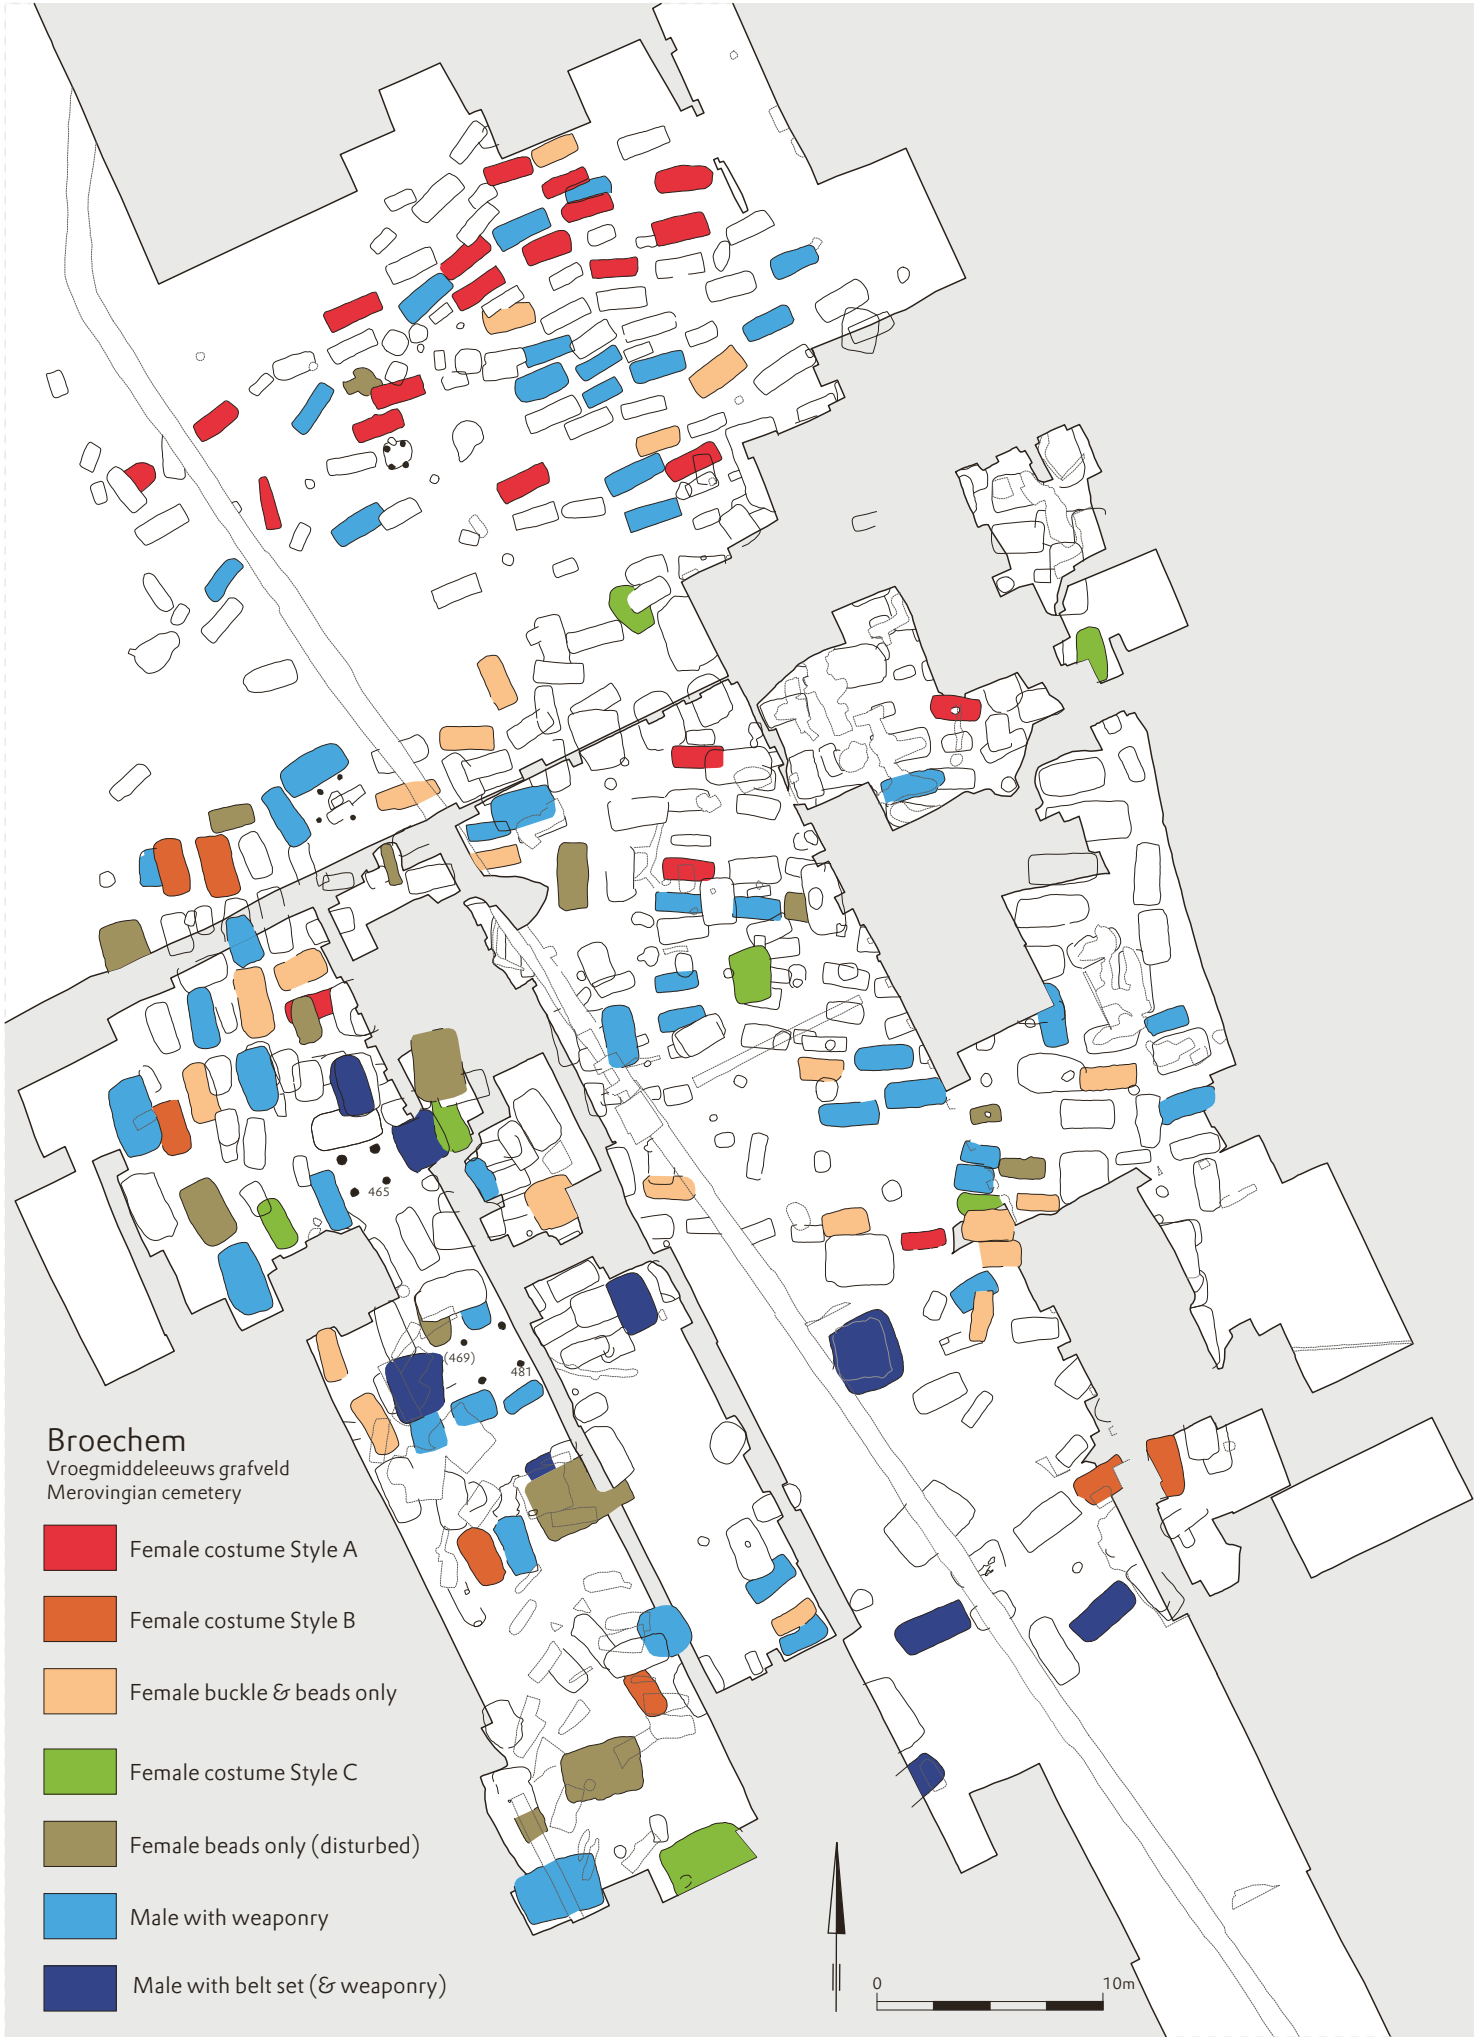 465
(469)
481
Broechem
Vroegmiddeleeuws grafveld
Merovingian cemetery
Female costume Style A
Female costume Style B
Female buckle & beads only
Female costume Style C
Female beads only (disturbed)
Male with weaponry
Male with belt set (& weaponry)
0 10m